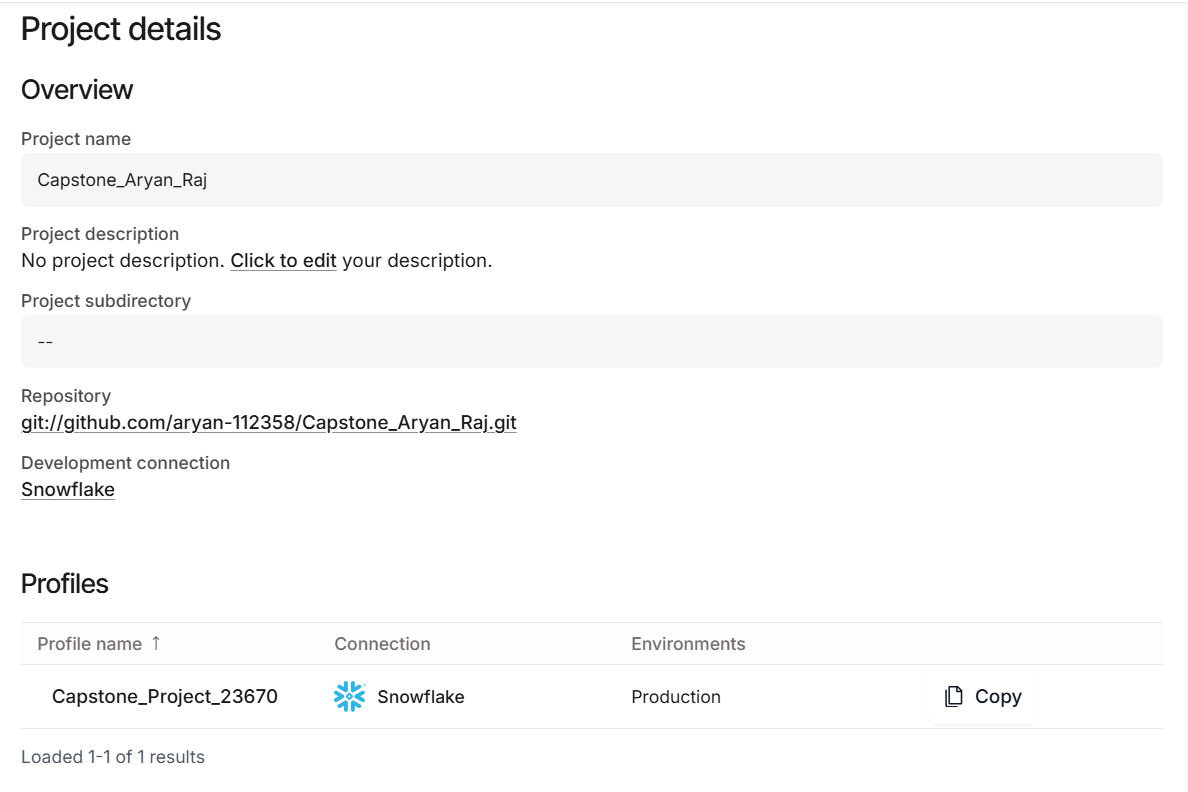 Project details
Overview
Project name
Capstone_Aryan_Raj
Project description
No project description. Click to edit your description.
Project subdirectory
--
Repository
git://github.com/aryan-112358/Capstone_Aryan_Raj.git
Development connection
Snowflake
Profiles
Profile name ↑ Connection Environments
Capstone_Project_23670 Snowflake Production Copy
Loaded 1-1 of 1 results